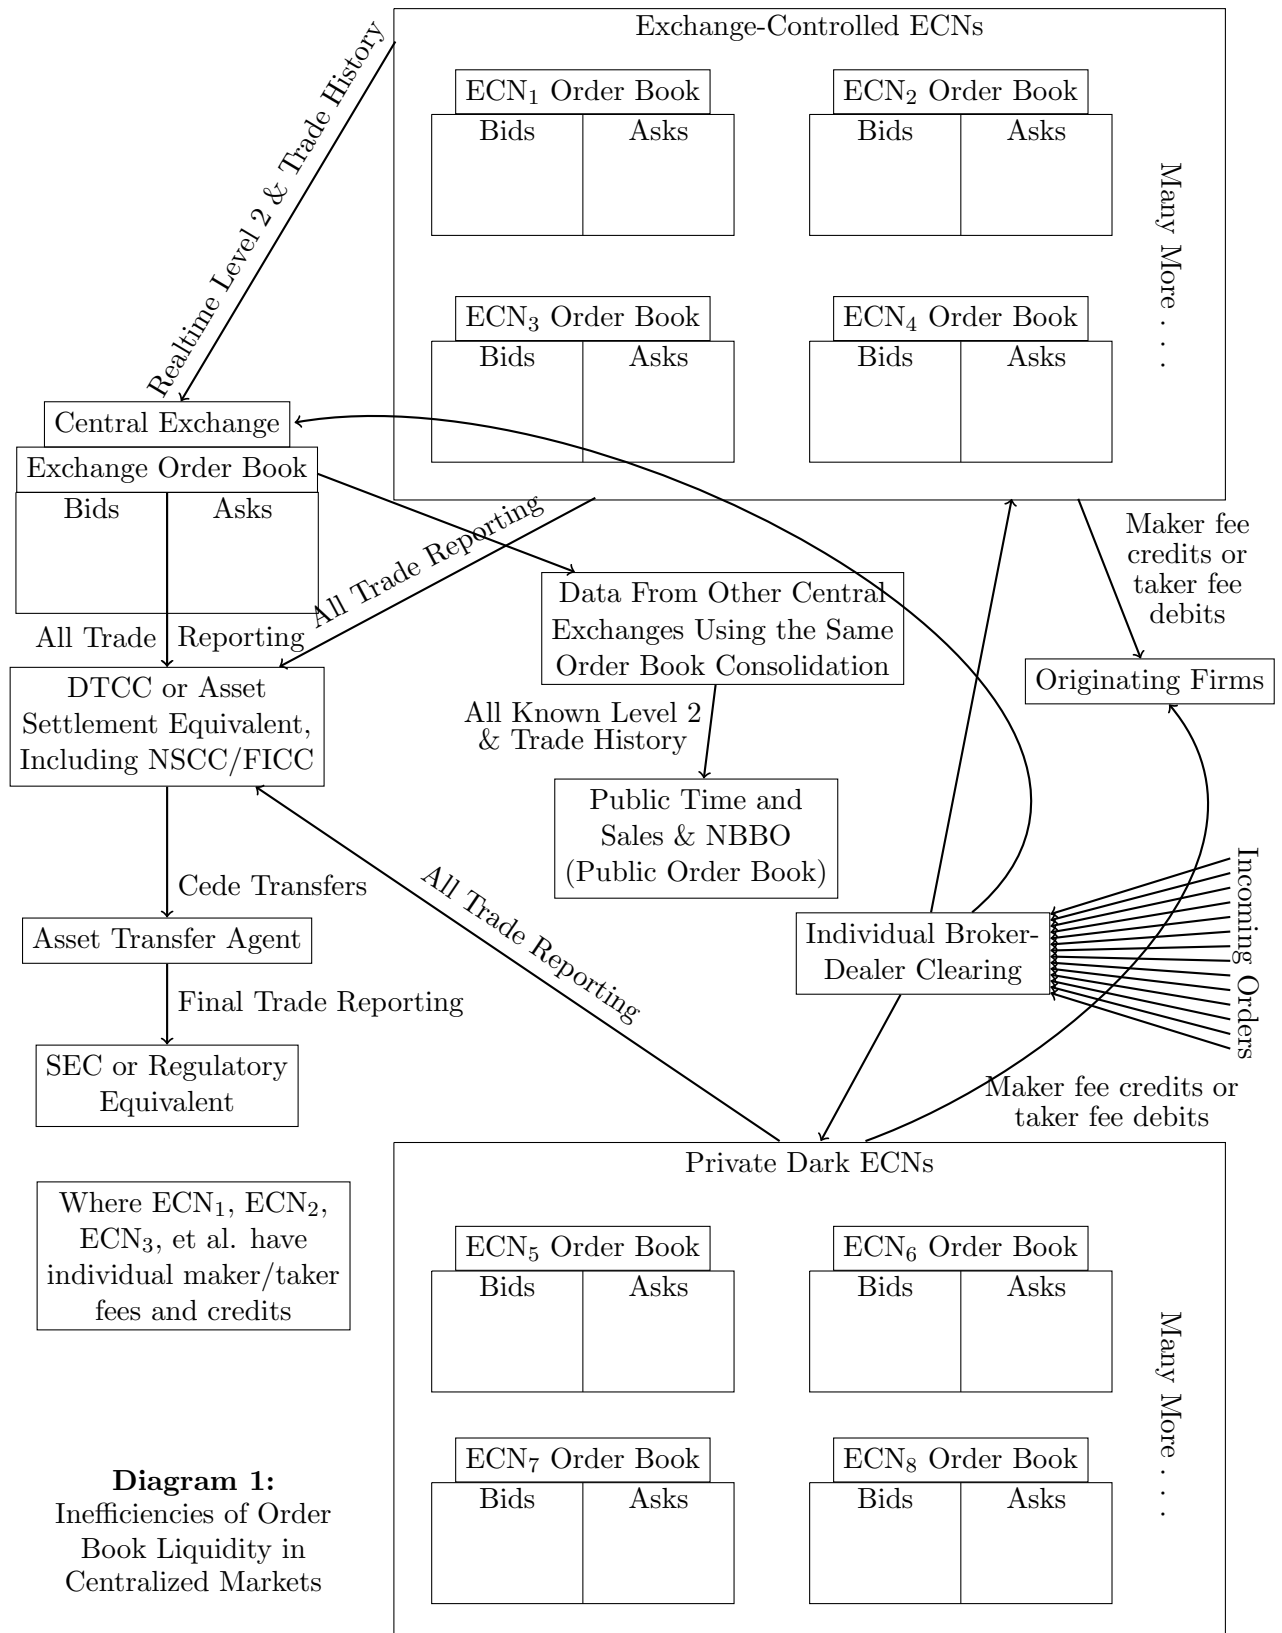 Exchange-Controlled ECNs
ECN₁ Order Book
Bids
Asks
ECN₂ Order Book
Bids
Asks
ECN₃ Order Book
Bids
Asks
ECN₄ Order Book
Bids
Asks
Many More . . .
Realtime Level 2 & Trade History
Central Exchange
Exchange Order Book
Bids
Asks
All Trade Reporting
All Trade Reporting
Data From Other Central
Exchanges Using the Same
Order Book Consolidation
Maker fee
credits or
taker fee
debits
Originating Firms
DTCC or Asset
Settlement Equivalent,
Including NSCC/FICC
All Known Level 2
& Trade History
Public Time and
Sales & NBBO
(Public Order Book)
All Trade Reporting
Cede Transfers
Asset Transfer Agent
Final Trade Reporting
SEC or Regulatory
Equivalent
Individual Broker-
Dealer Clearing
Incoming Orders
Maker fee credits or
taker fee debits
Private Dark ECNs
ECN₅ Order Book
Bids
Asks
ECN₆ Order Book
Bids
Asks
ECN₇ Order Book
Bids
Asks
ECN₈ Order Book
Bids
Asks
Many More . . .
Where ECN₁, ECN₂,
ECN₃, et al. have
individual maker/taker
fees and credits
Diagram 1:
Inefficiencies of Order
Book Liquidity in
Centralized Markets